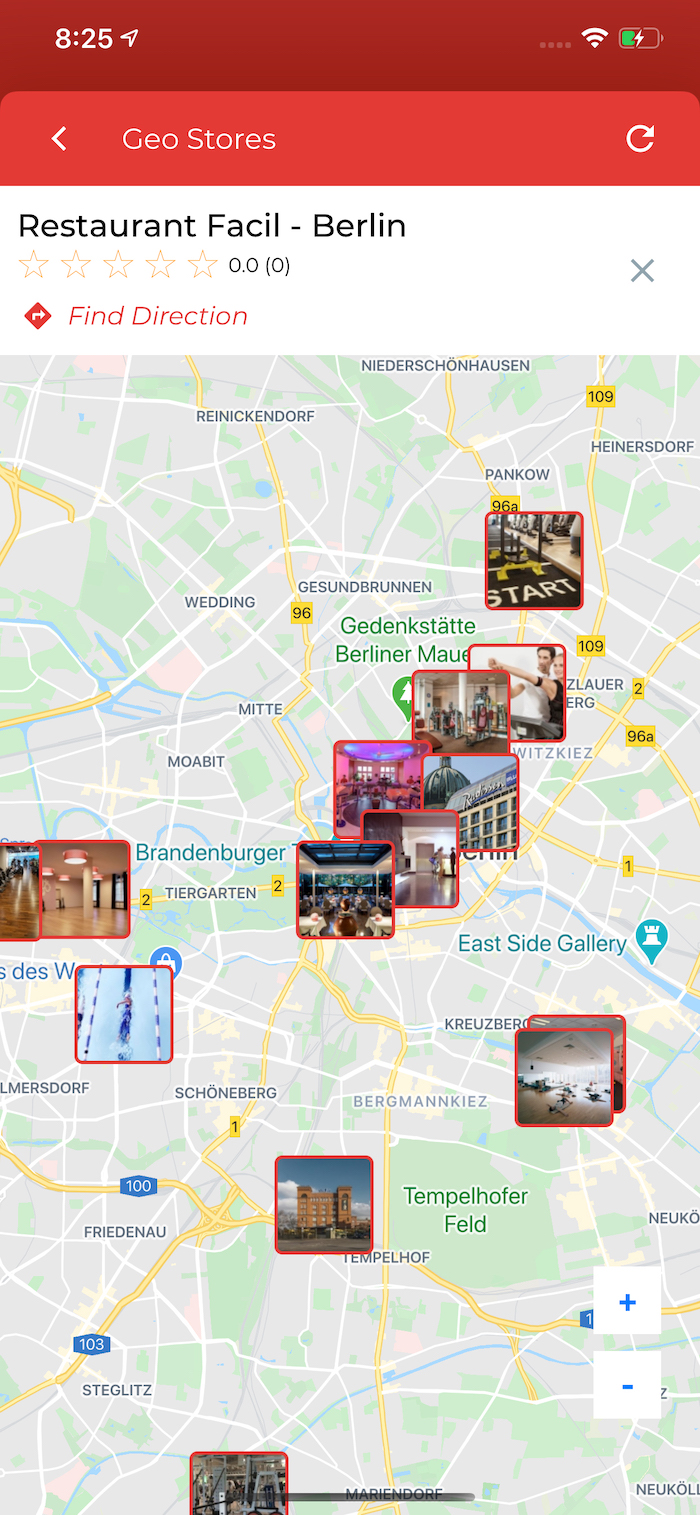 8:25
Geo Stores
Restaurant Facil - Berlin
0.0 (0)
Find Direction
NIEDERSCHÖNHAUSEN
109
REINICKENDORF
HEINERSDORF
PANKOW
96a
START
GESUNDBRUNNEN
WEDDING
96
Gedenkstätte
Berliner Maue
109
ZLAUER
ERG
2
MITTE
96a
WITZKIEZ
MOABIT
Radisson
Brandenburger T
erlin
1
TIERGARTEN
2
2
East Side Gallery
s des W
KREUZBERG
LMERSDORF
SCHÖNEBERG
BERGMANNKIEZ
1
100
Tempelhofer
Feld
NEUKÖ
FRIEDENAU
TEMPELHOF
+
1
103
STEGLITZ
-
Z
MARIENDORF
NEUKÖLL